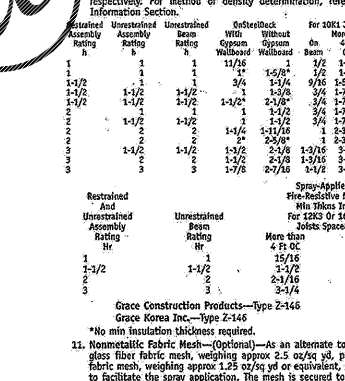 respectively. For method of density determination, refe
Information Section.
Restrained Unrestrained Unrestrained OnSteelDeck For 10K1
Assembly Assembly Beam With Without More
Rating Rating Rating Gypsum Gypsum On 4
h h h Wallboard Wallboard Beam
1 1 1 11/16 1 1/2
1 1 1 1* 1-5/8* 1/2
1-1/2 1 1 3/4 1-1/4 9/16
1-1/2 1-1/2 1-1/2 1 1-3/8 3/4
1-1/2 1-1/2 1-1/2 1-1/2* 2-1/8* 3/4
2 1 1 1 1-1/2 3/4
2 1-1/2 1-1/2 1 1-1/2 3/4
2 2 2 1-1/4 1-11/16 1
2 2 2 2* 2-5/8* 1
3 1-1/2 1-1/2 1-1/2 2-1/8 1-3/16
3 2 2 1-1/2 2-1/8 1-3/16
3 3 3 1-7/8 2-7/16 1-1/2
Spray-Applie
Restrained Fire-Resistive
And Min Thkns
Unrestrained Unrestrained For 12K3 Or
Assembly Beam Joists Space
Rating Rating More than
Hr Hr 4 Ft OC
1 1 15/16
1-1/2 1-1/2 1-1/2
2 2 2-1/16
3 3 3-1/4
Grace Construction Products—Type Z-146
Grace Korea Inc.—Type Z-146
*No min insulation thickness required.
11. Nonmetallic Fabric Mesh—(Optional)—As an alternate to
glass fiber fabric mesh, weighing approx 2.5 oz/sq yd, p
fabric mesh, weighing approx 1.25 oz/sq yd or equivalent,
to facilitate the spray application. The mesh is secured to